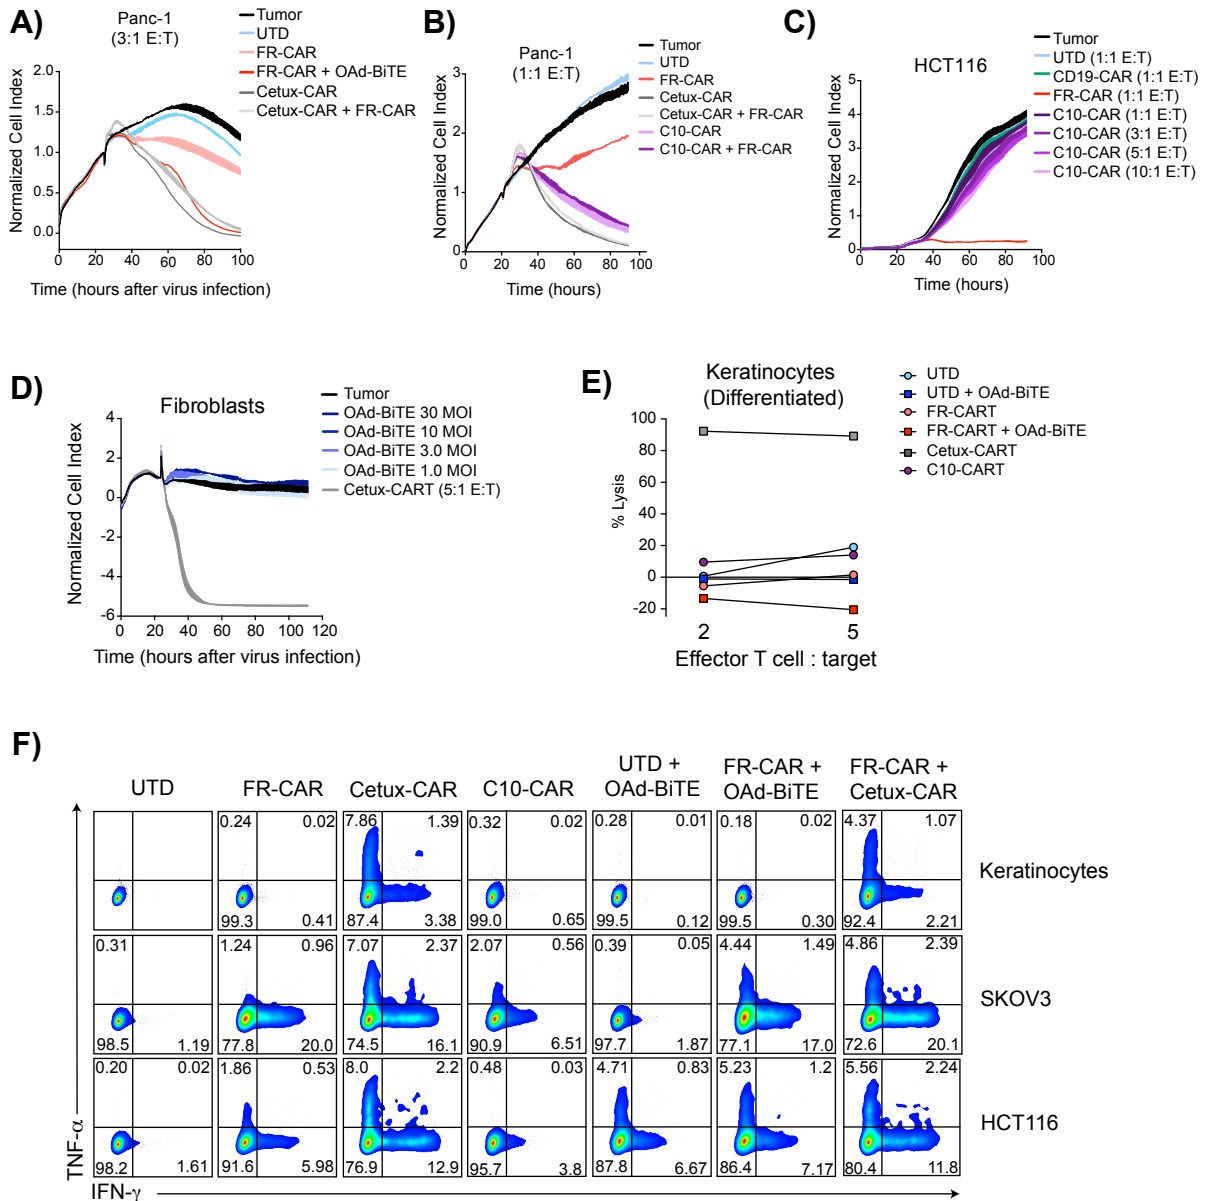 A)
Panc-1
(3:1 E:T)
Tumor
UTD
FR-CAR
FR-CAR + OAd-BiTE
Cetux-CAR
Cetux-CAR + FR-CAR
Normalized Cell Index
2.0
1.5
1.0
0.5
0.0
0 20 40 60 80 100
Time (hours after virus infection)
B)
Panc-1
(1:1 E:T)
Tumor
UTD
FR-CAR
Cetux-CAR
Cetux-CAR + FR-CAR
C10-CAR
C10-CAR + FR-CAR
Normalized Cell Index
3
2
1
0
0 20 40 60 80 100
Time (hours)
C)
HCT116
Tumor
UTD (1:1 E:T)
CD19-CAR (1:1 E:T)
FR-CAR (1:1 E:T)
C10-CAR (1:1 E:T)
C10-CAR (3:1 E:T)
C10-CAR (5:1 E:T)
C10-CAR (10:1 E:T)
Normalized Cell Index
5
4
3
2
1
0
0 20 40 60 80 100
Time (hours)
D)
Fibroblasts
Tumor
OAd-BiTE 30 MOI
OAd-BiTE 10 MOI
OAd-BiTE 3.0 MOI
OAd-BiTE 1.0 MOI
Cetux-CART (5:1 E:T)
Normalized Cell Index
4
2
0
-2
-4
-6
0 20 40 60 80 100 120
Time (hours after virus infection)
E)
Keratinocytes
(Differentiated)
UTD
UTD + OAd-BiTE
FR-CART
FR-CART + OAd-BiTE
Cetux-CART
C10-CART
% Lysis
100
80
60
40
20
0
-20
2 5
Effector T cell : target
F)
UTD FR-CAR Cetux-CAR C10-CAR UTD + OAd-BiTE FR-CAR + OAd-BiTE FR-CAR + Cetux-CAR
0.24 0.02 7.86 1.39 0.32 0.02 0.28 0.01 0.18 0.02 4.37 1.07
Keratinocytes
99.3 0.41 87.4 3.38 99.0 0.65 99.5 0.12 99.5 0.30 92.4 2.21
0.31 1.24 0.96 7.07 2.37 2.07 0.56 0.39 0.05 4.44 1.49 4.86 2.39
SKOV3
98.5 1.19 77.8 20.0 74.5 16.1 90.9 6.51 97.7 1.87 77.1 17.0 72.6 20.1
0.20 0.02 1.86 0.53 8.0 2.2 0.48 0.03 4.71 0.83 5.23 1.2 5.56 2.24
HCT116
98.2 1.61 91.6 5.98 76.9 12.9 95.7 3.8 87.8 6.67 86.4 7.17 80.4 11.8
TNF-α
IFN-γ